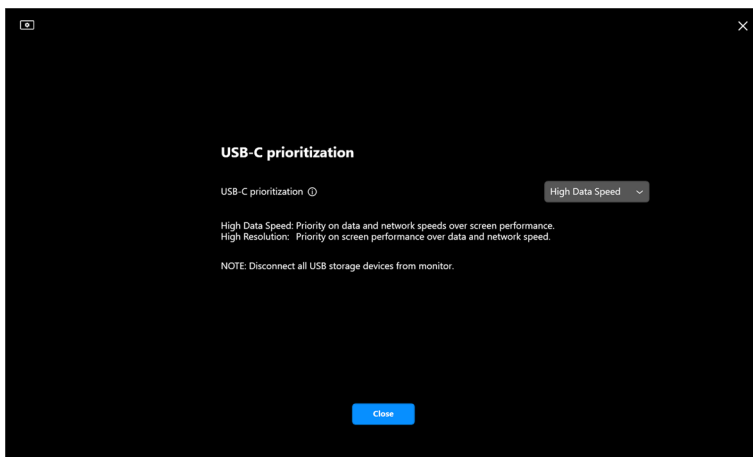 USB-C prioritization
USB-C prioritization
High Data Speed
High Data Speed: Priority on data and network speeds over screen performance.
High Resolution: Priority on screen performance over data and network speed.
NOTE: Disconnect all USB storage devices from monitor.
Close